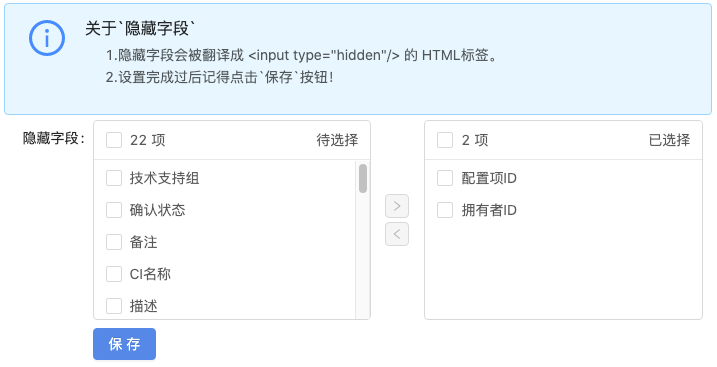 关于`隐藏字段`
1.隐藏字段会被翻译成 <input type="hidden"/> 的 HTML标签。
2.设置完成过后记得点击`保存`按钮!
隐藏字段:
22 项 待选择
技术支持组
确认状态
备注
CI名称
描述
>
<
2 项 已选择
配置项ID
拥有者ID
保 存